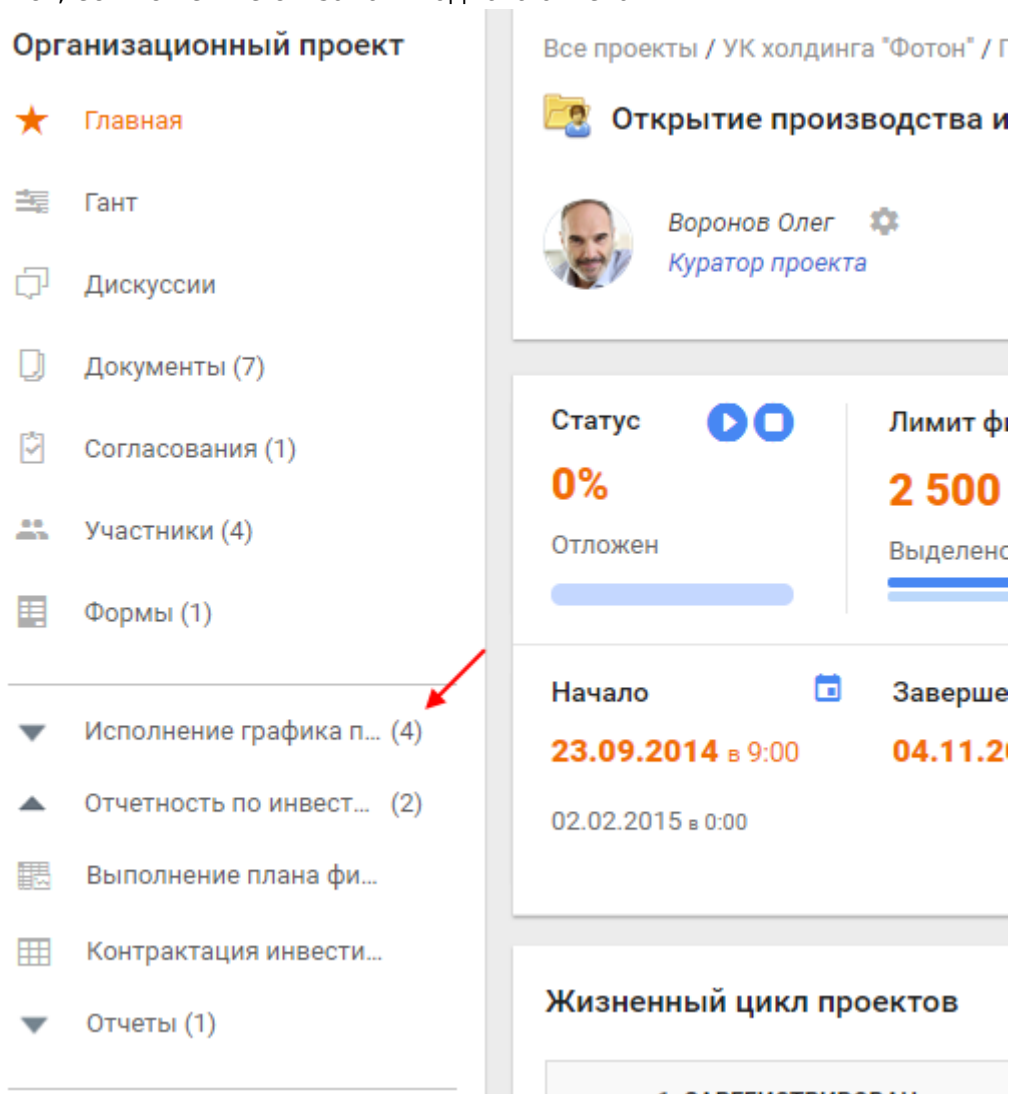 Организационный проект
Главная
Гант
Дискуссии
Документы (7)
Согласования (1)
Участники (4)
Формы (1)
Исполнение графика п... (4)
Отчетность по инвест... (2)
Выполнение плана фи...
Контрактация инвести...
Отчеты (1)
Все проекты / УК холдинга "Фотон" /
Открытие производства и
Воронов Олег
Куратор проекта
Статус
0%
Отложен
Лимит фи
2 500
Выделено
Начало
23.09.2014 в 9:00
02.02.2015 в 0:00
Заверше
04.11.20
Жизненный цикл проектов